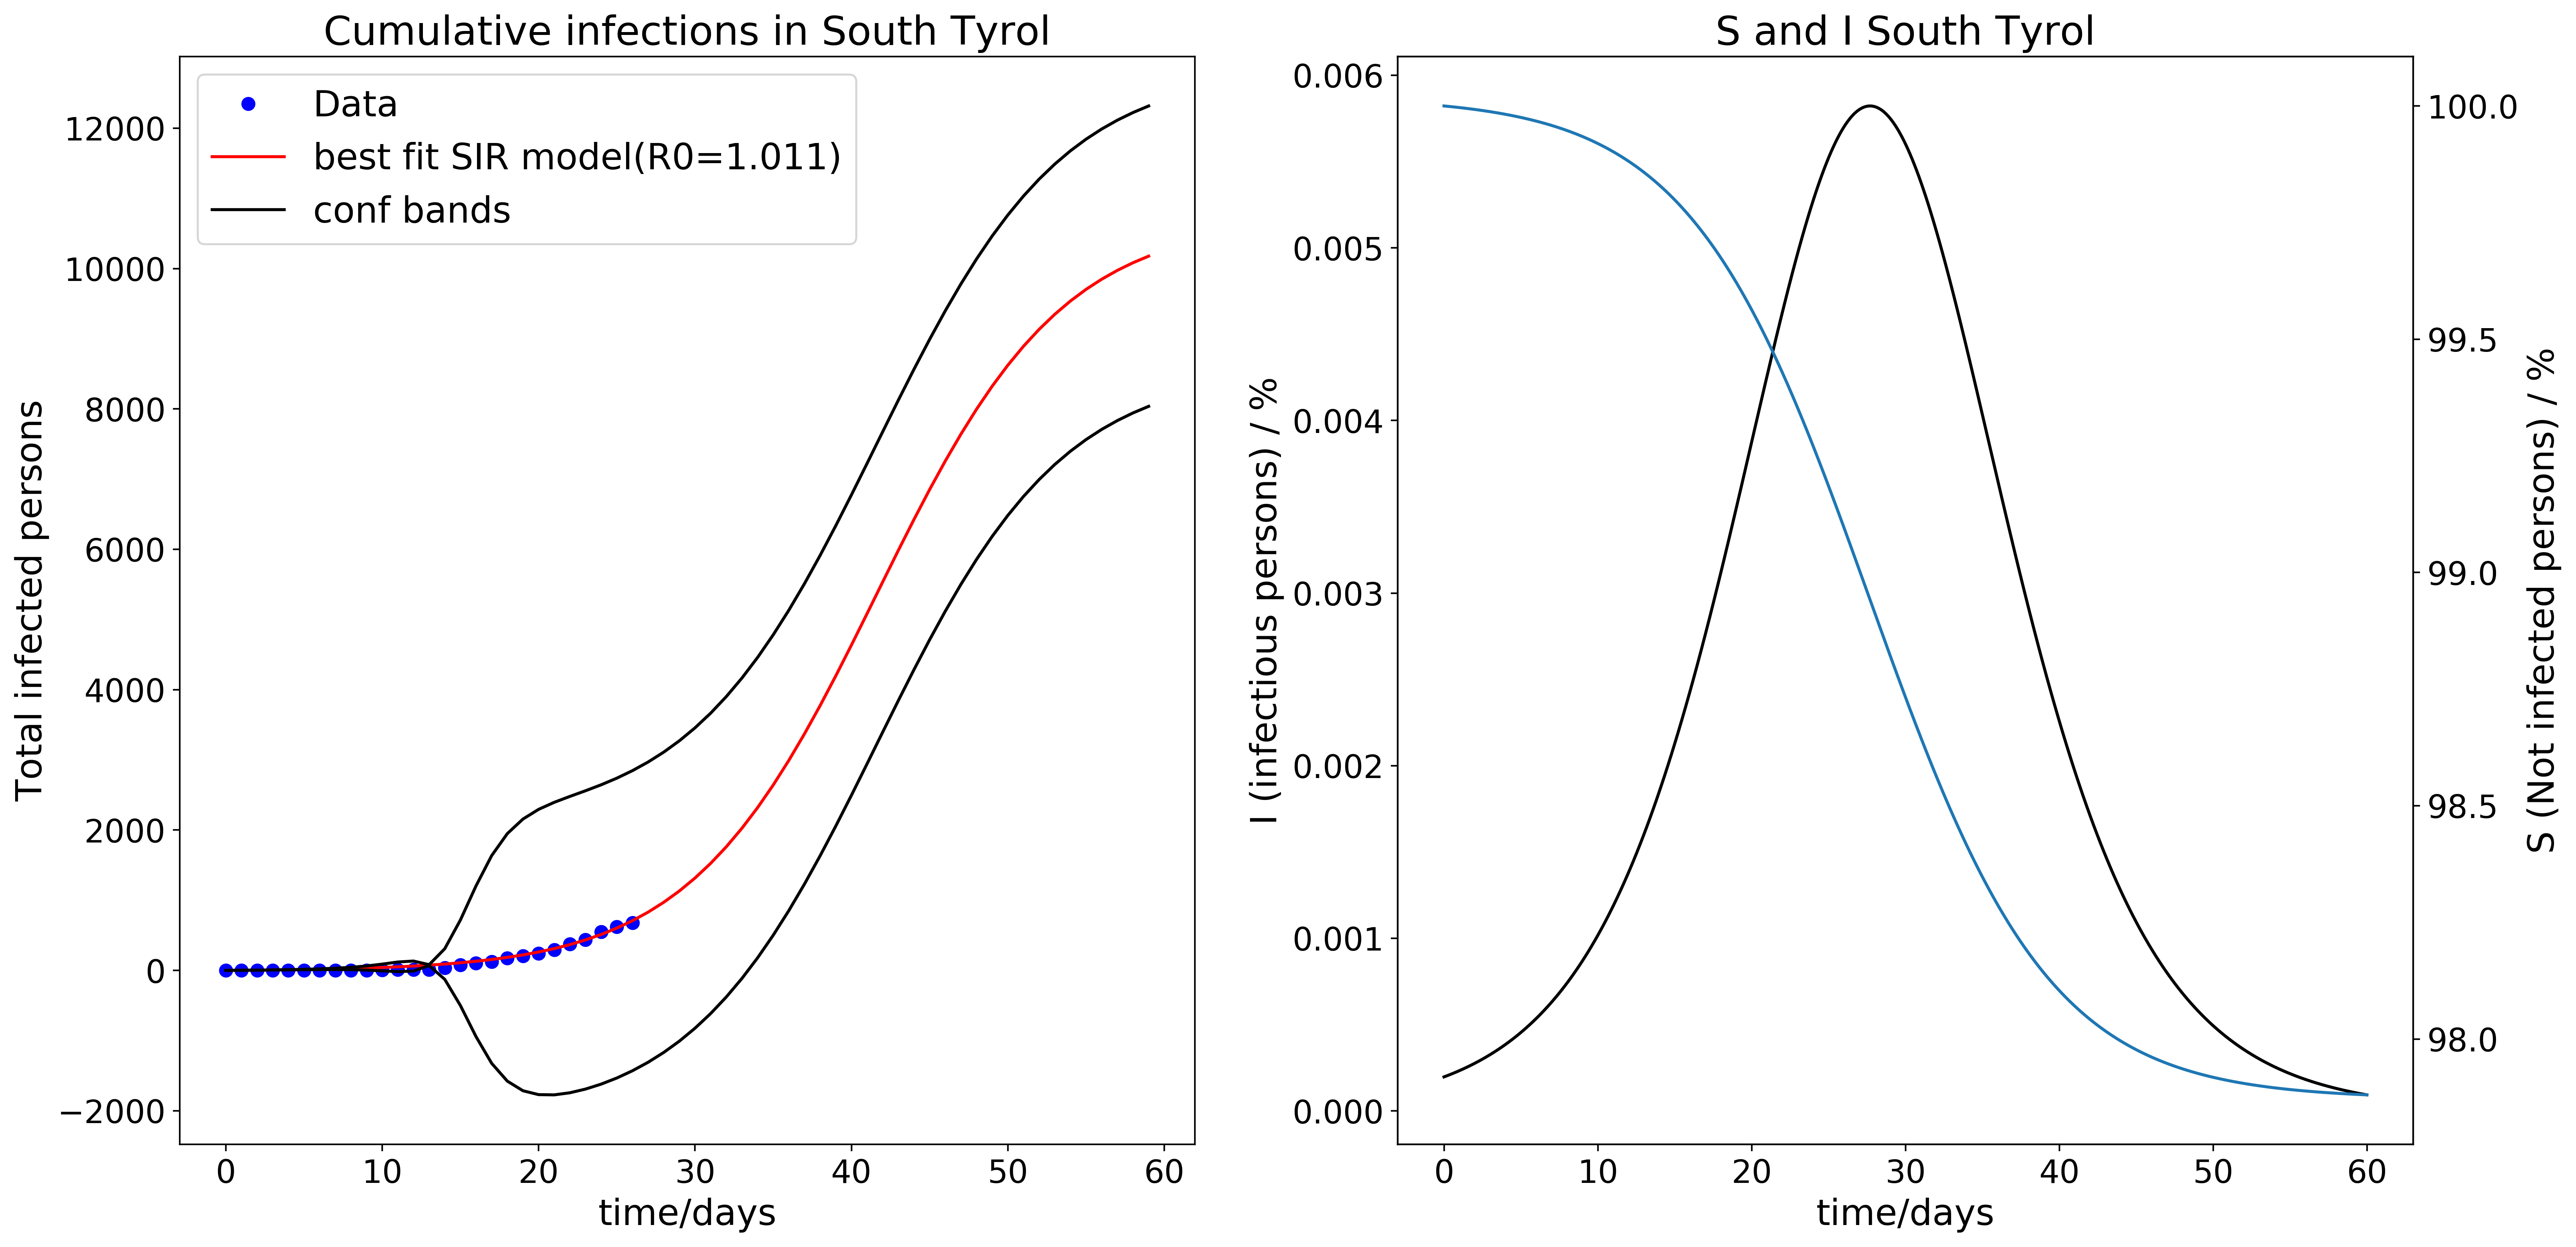 Cumulative infections in South Tyrol
Data
best fit SIR model(R0=1.011)
conf bands
Total infected persons
12000
10000
8000
6000
4000
2000
0
−2000
0 10 20 30 40 50 60
time/days
S and I South Tyrol
I (infectious persons) / %
0.006
0.005
0.004
0.003
0.002
0.001
0.000
100.0
99.5
99.0
98.5
98.0
S (Not infected persons) / %
0 10 20 30 40 50 60
time/days